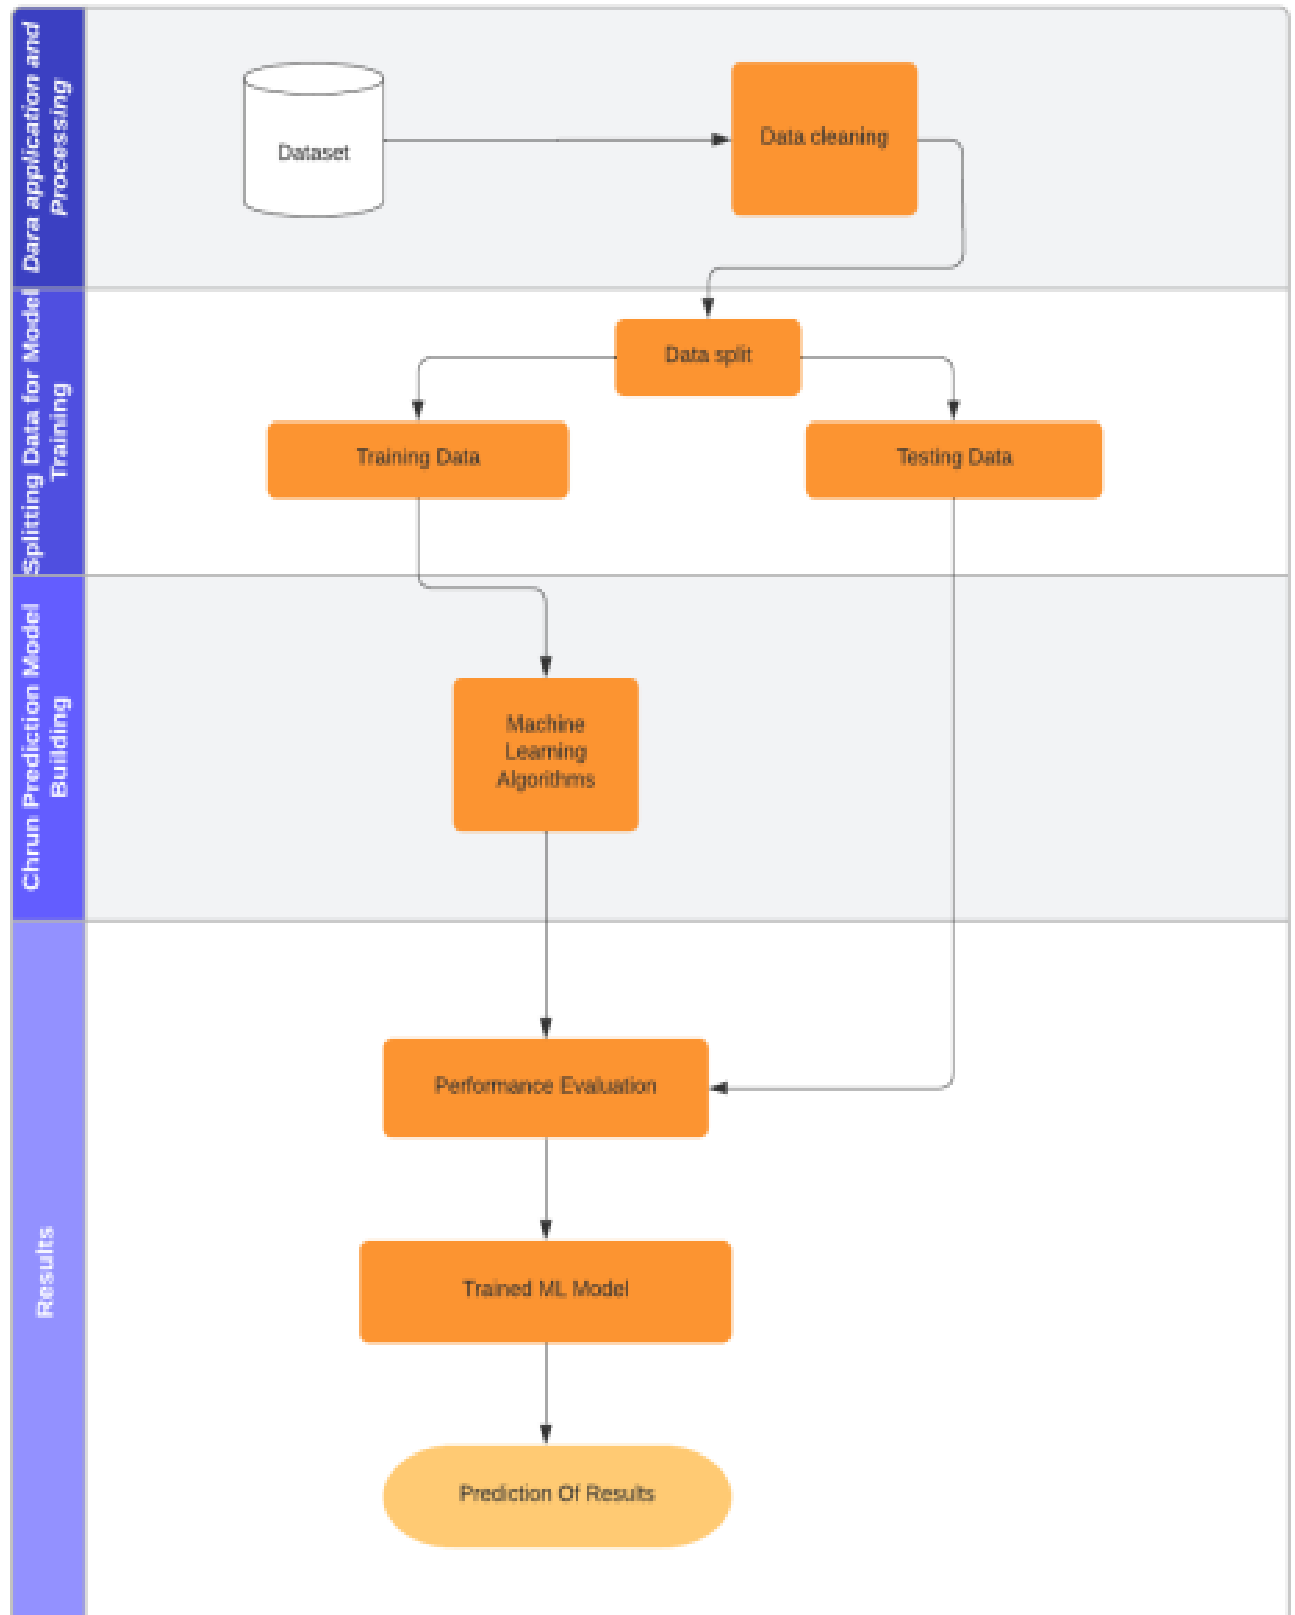 Dara application and
Processing
Dataset
Data cleaning
Splitting Data for Model
Training
Data split
Training Data
Testing Data
Chrun Prediction Model
Building
Machine
Learning
Algorithms
Results
Performance Evaluation
Trained ML Model
Prediction Of Results